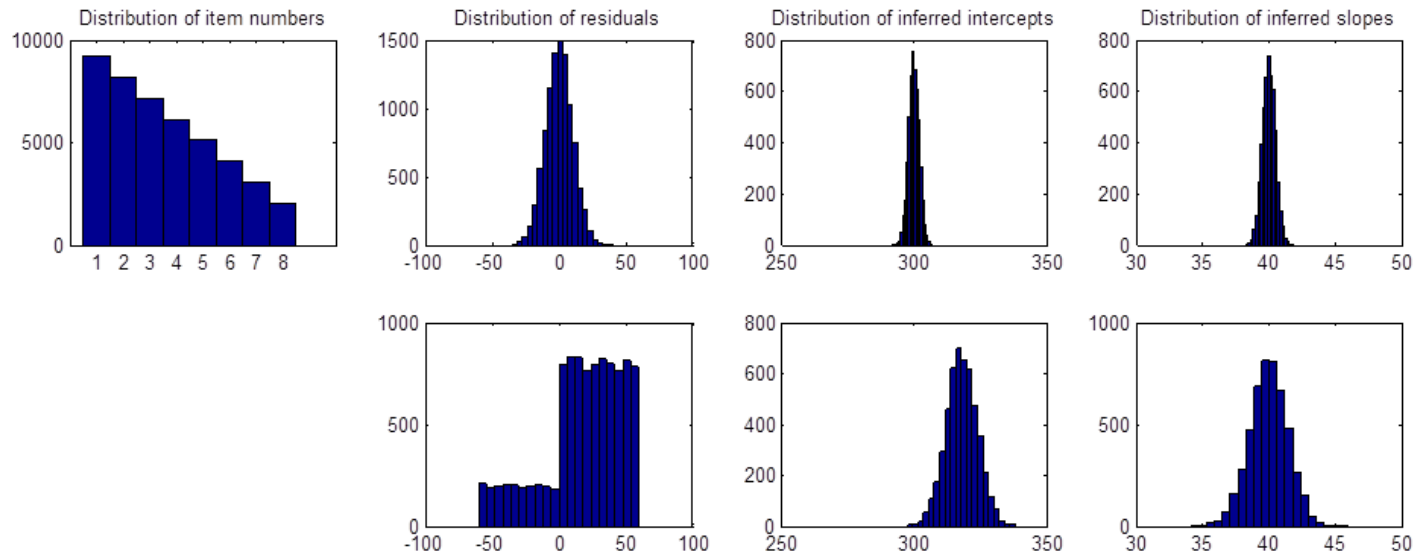 Distribution of item numbers
10000
5000
0
1 2 3 4 5 6 7 8
Distribution of residuals
1500
1000
500
0
-100 -50 0 50 100
Distribution of inferred intercepts
800
600
400
200
0
250 300 350
Distribution of inferred slopes
800
600
400
200
0
30 35 40 45 50
1000
500
0
-100 -50 0 50 100
800
600
400
200
0
250 300 350
1000
500
0
30 35 40 45 50